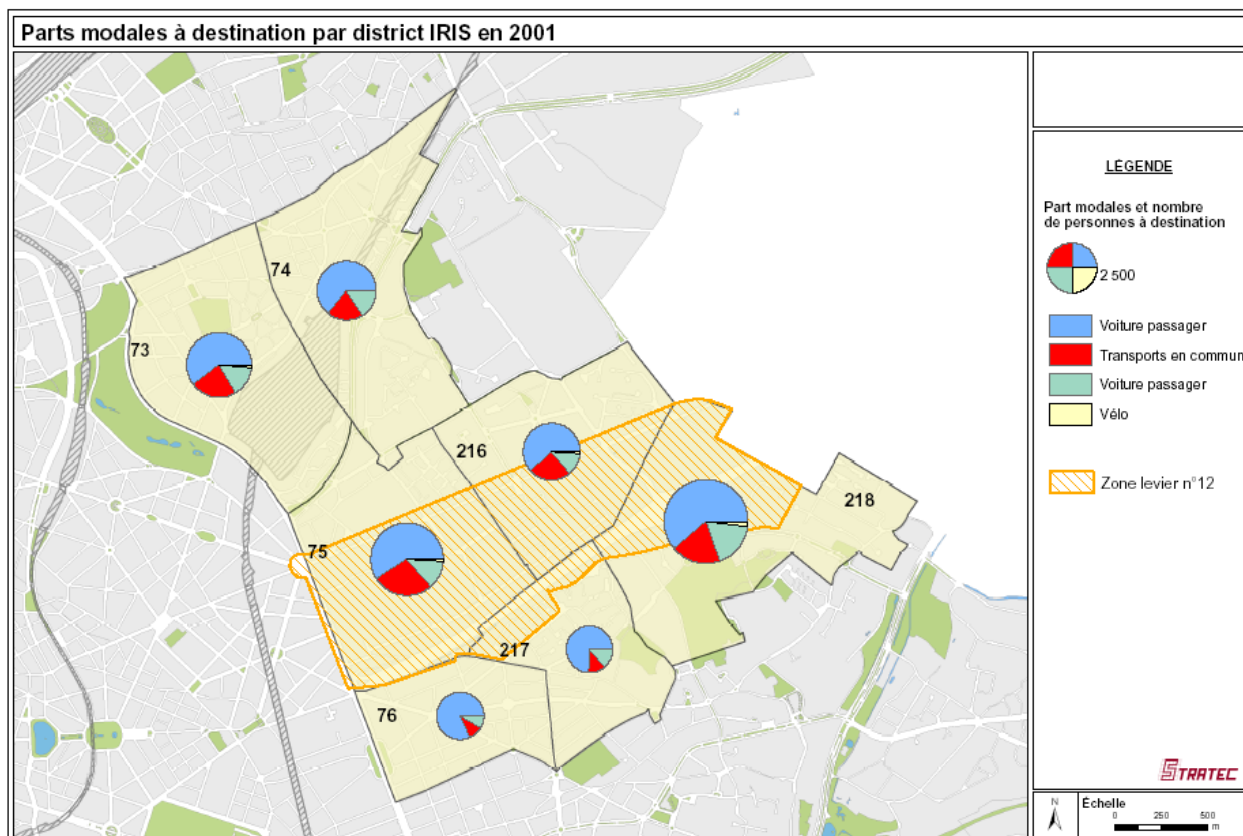 Parts modales à destination par district IRIS en 2001
LÉGENDE
Part modales et nombre
de personnes à destination
2 500
Voiture passager
Transports en commun
Voiture passager
Vélo
Zone levier n°12
74
73
216
218
75
217
76
STRATEC
N
Échelle
0 250 500
m